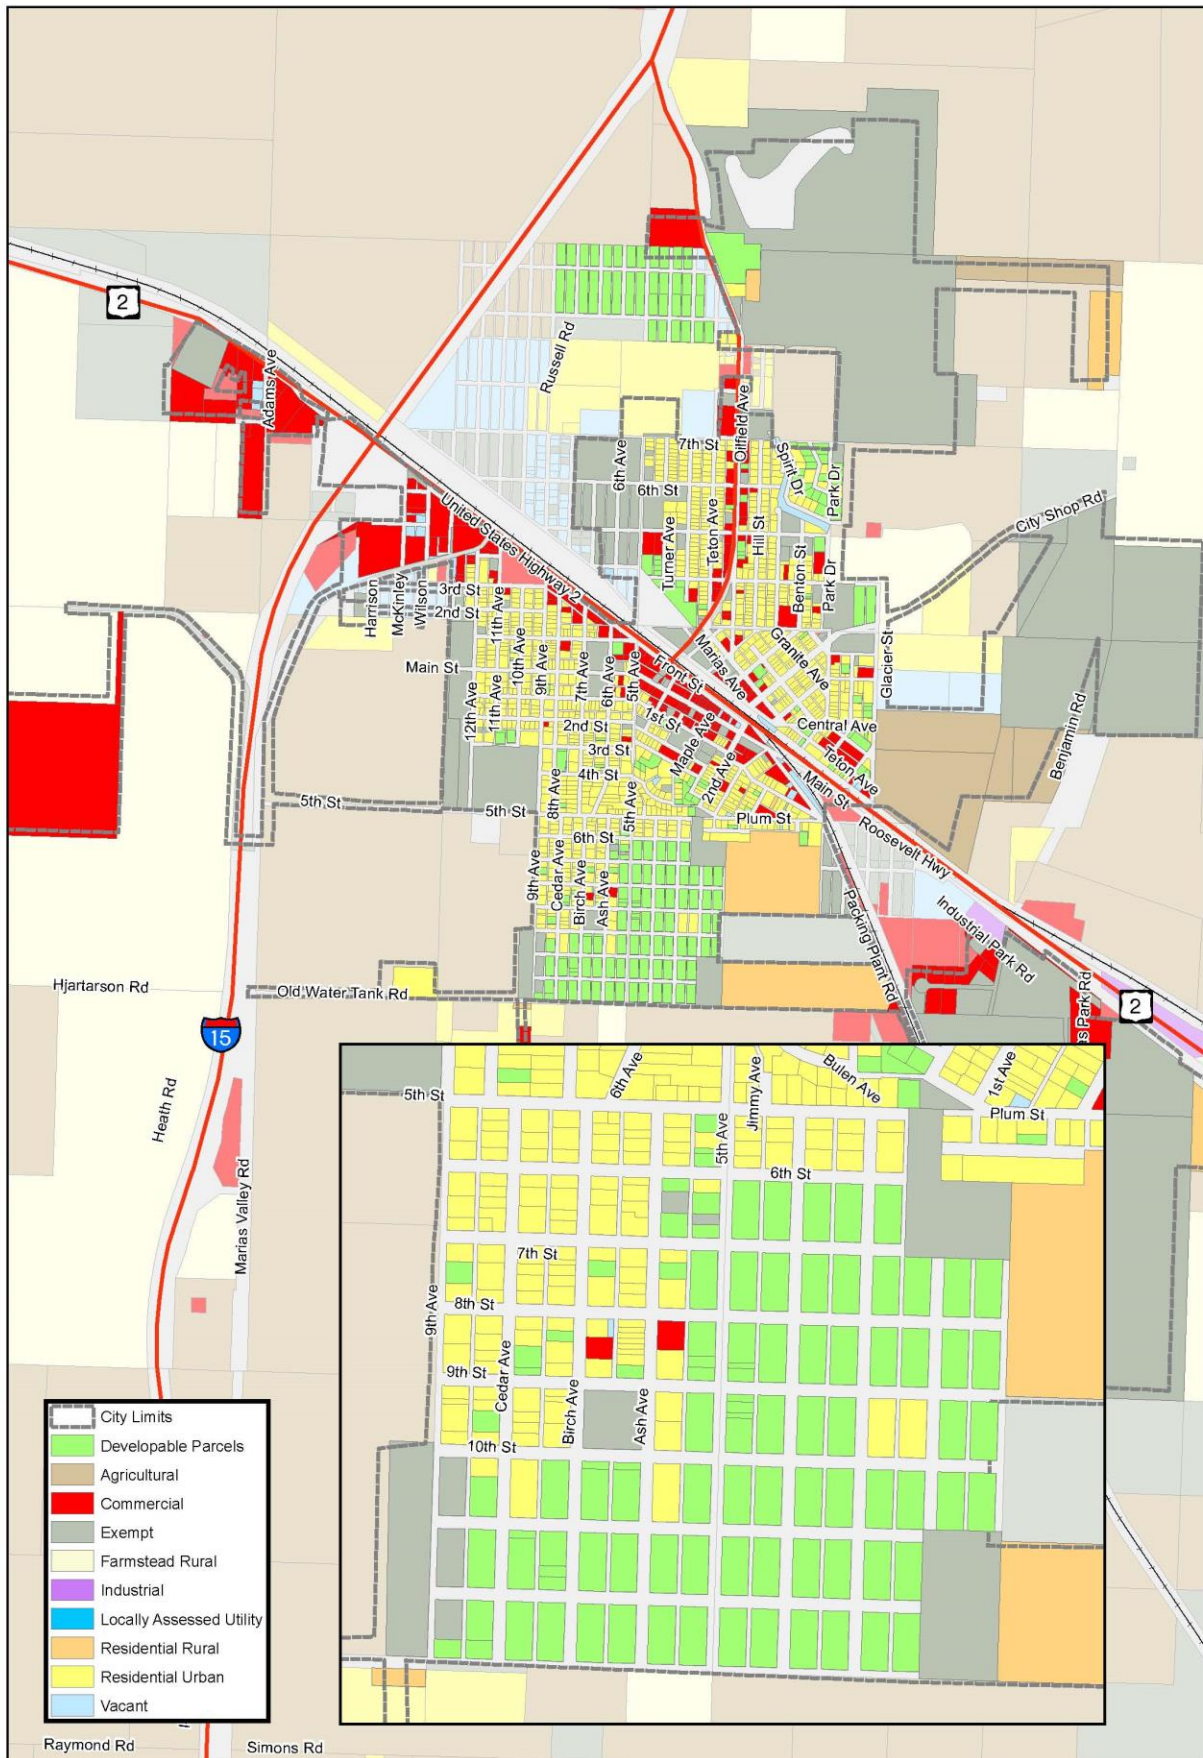 2
Adams Ave
Russell Rd
Oilfield Ave
7th St
6th Ave
6th St
Spirit Dr
Park Dr
Turner Ave
Teton Ave
Hill St
Benton St
Park Dr
City Shop Rd
United States Highway 2
Harrison
McKinley
Wilson
3rd St
2nd St
11th Ave
Main St
12th Ave
11th Ave
10th Ave
9th Ave
7th Ave
6th Ave
5th Ave
Front St
Marias Ave
Granite Ave
Glacier St
Central Ave
Teton Ave
Benjamin Rd
2nd St
3rd St
4th St
1st St
Maple Ave
2nd Ave
Main St
5th St
5th St
8th Ave
5th Ave
Plum St
6th St
Roosevelt Hwy
9th Ave
Cedar Ave
Birch Ave
Ash Ave
Packing Plant Rd
Industrial Park Rd
Hjartarson Rd
Old Water Tank Rd
15
es Park Rd
2
Heath Rd
Marias Valley Rd
5th St
6th Ave
Jimmy Ave
Bulen Ave
1st Ave
Plum St
5th Ave
6th St
7th St
8th St
9th Ave
9th St
Cedar Ave
Birch Ave
Ash Ave
10th St
City Limits
Developable Parcels
Agricultural
Commercial
Exempt
Farmstead Rural
Industrial
Locally Assessed Utility
Residential Rural
Residential Urban
Vacant
Raymond Rd
Simons Rd